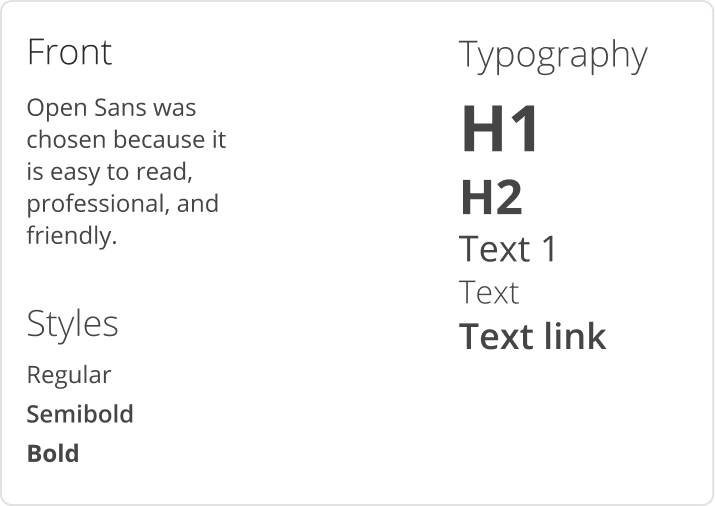 Front
Open Sans was
chosen because it
is easy to read,
professional, and
friendly.
Styles
Regular
Semibold
Bold
Typography
H1
H2
Text 1
Text
Text link